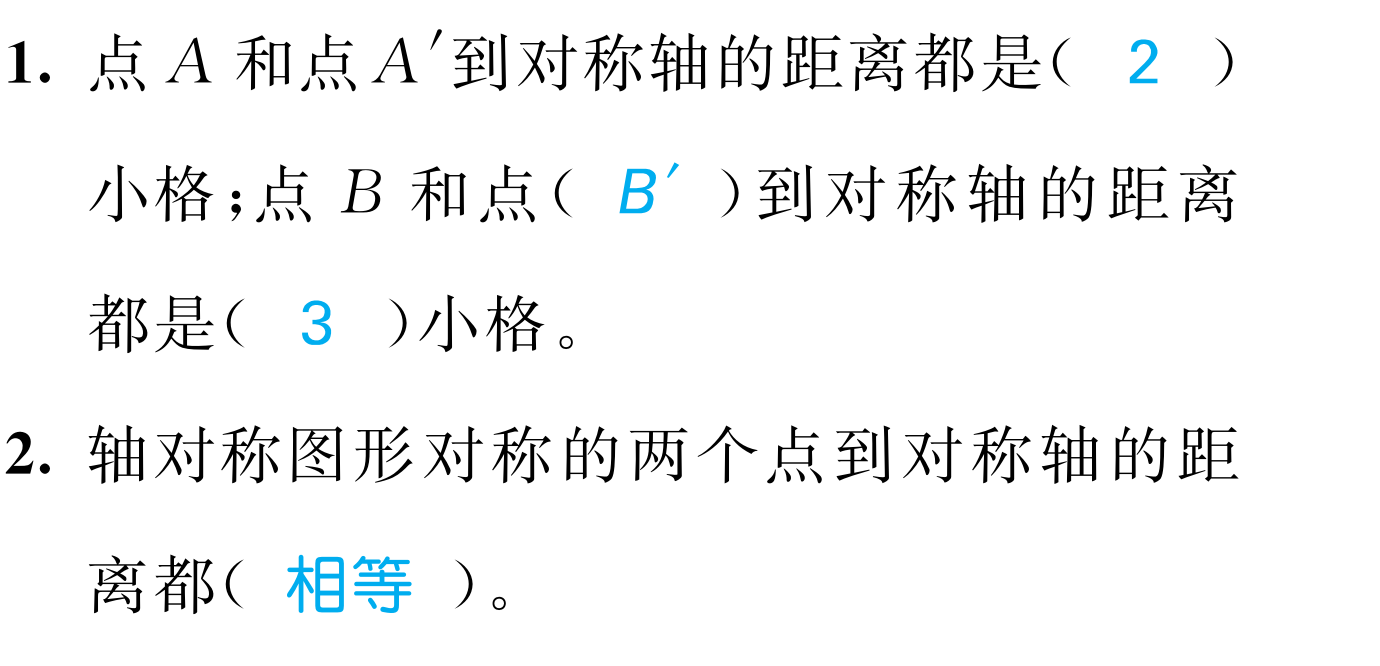 1. 点 A 和点 A′到对称轴的距离都是( 2 )
小格;点 B 和点( B′ )到对称轴的距离
都是( 3 )小格。
2. 轴对称图形对称的两个点到对称轴的距
离都( 相等 )。